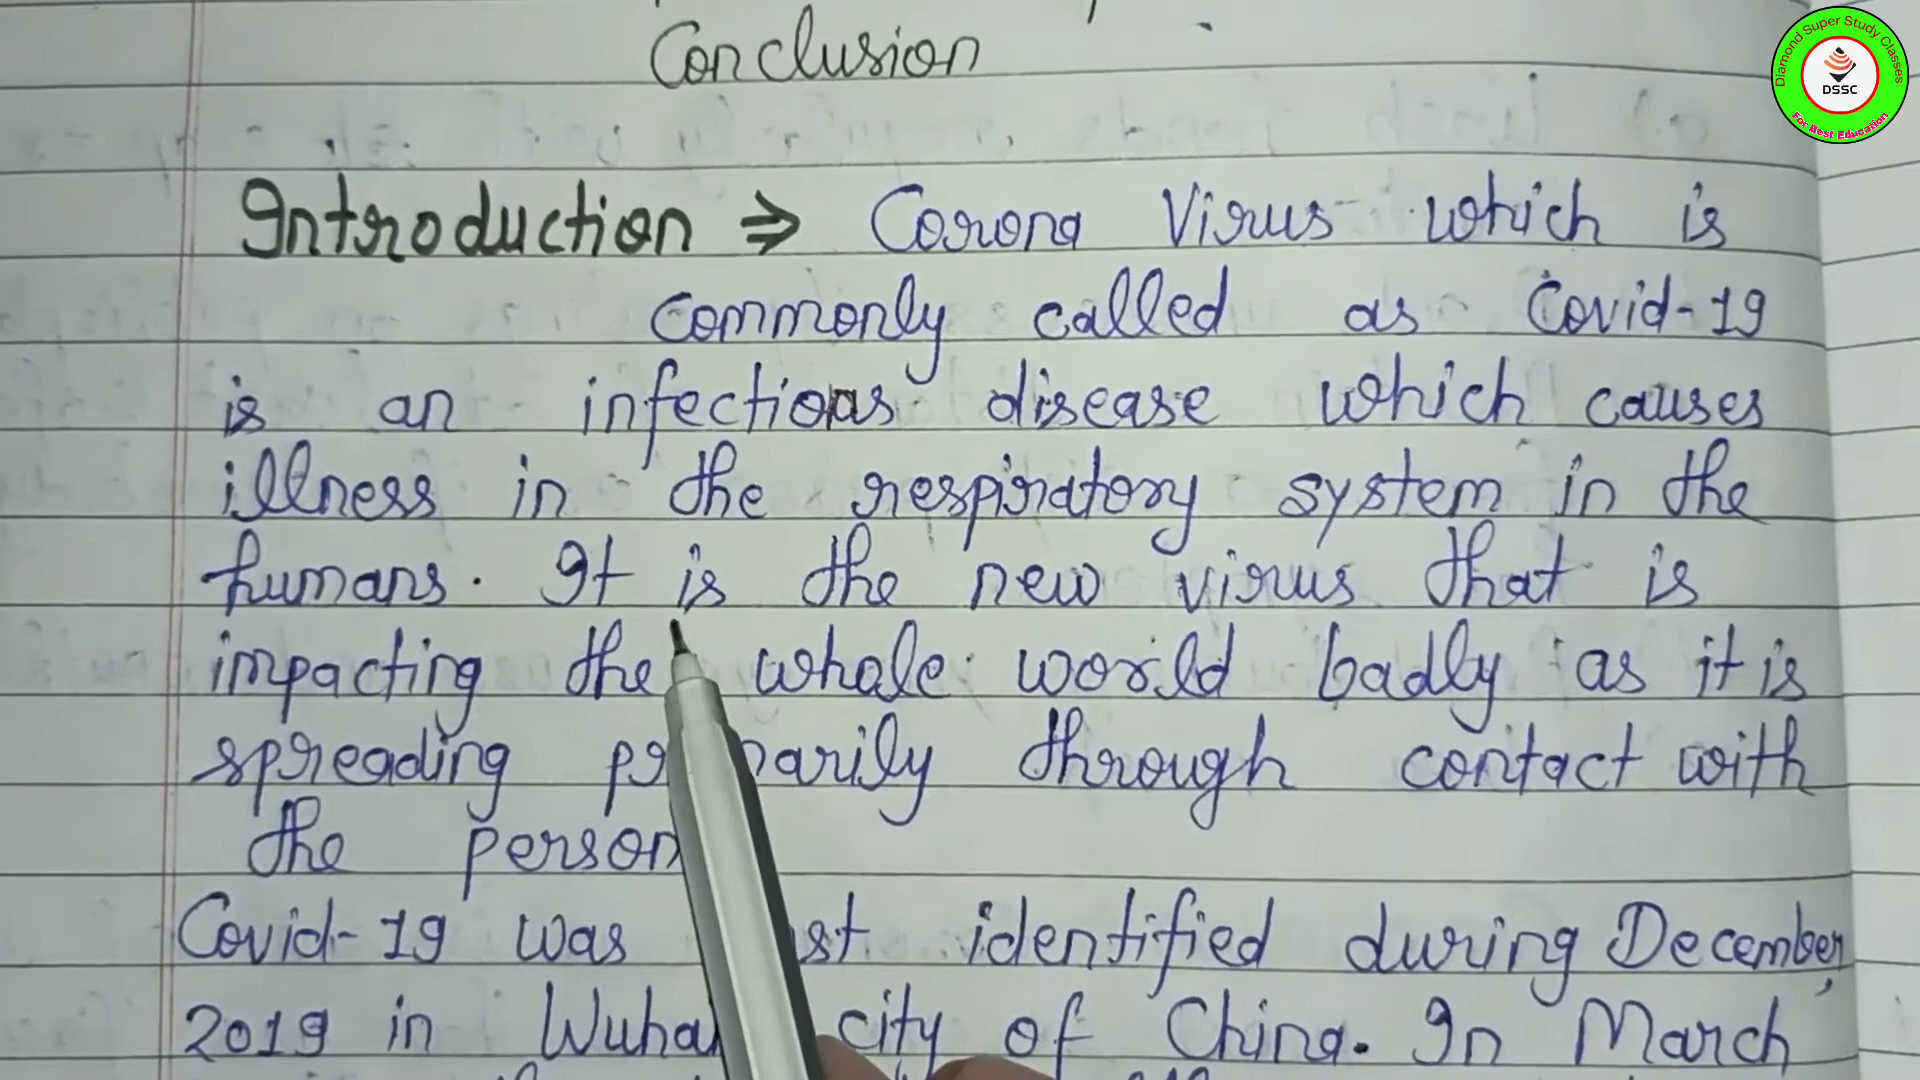 Conclusion
Diamond Super Study Classes
DSSC
For Best Education
Introduction ⇒ Corona Virus which is
commonly called as Covid-19
is an infectious disease which causes
illness in the respiratory system in the
humans. It is the new virus that is
impacting the whole world badly as it is
spreading through contact with
the person
Covid-19 was identified during December,
2019 in city of China. In March